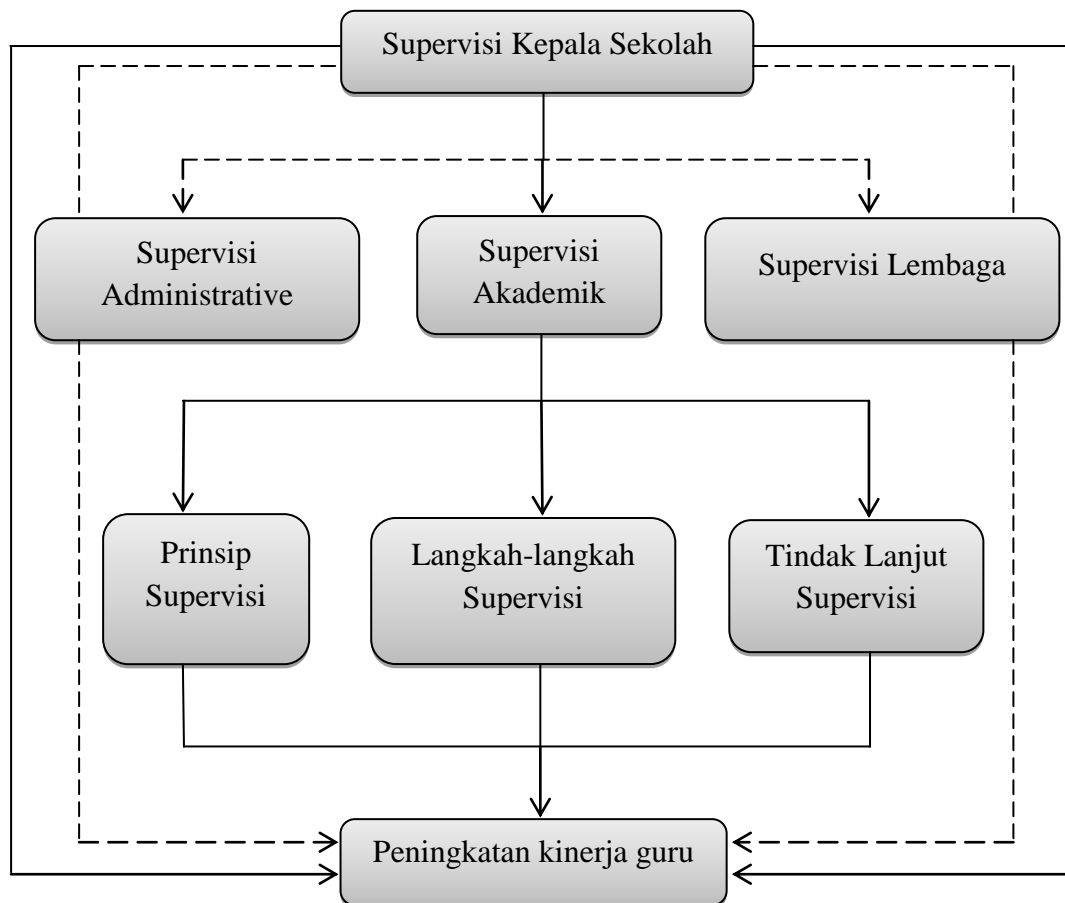 Supervisi Kepala Sekolah
Supervisi
Administrative
Supervisi
Akademik
Supervisi Lembaga
Prinsip
Supervisi
Langkah-langkah
Supervisi
Tindak Lanjut
Supervisi
Peningkatan kinerja guru